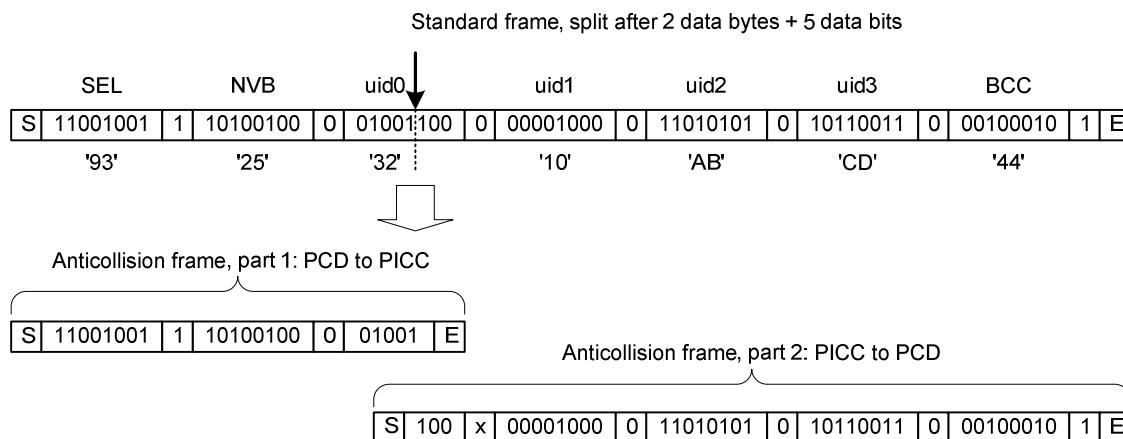 Standard frame, split after 2 data bytes + 5 data bits
SEL NVB uid0 uid1 uid2 uid3 BCC
S 11001001 1 10100100 0 01001100 0 00001000 0 11010101 0 10110011 0 00100010 1 E
'93' '25' '32' '10' 'AB' 'CD' '44'
Anticollision frame, part 1: PCD to PICC
S 11001001 1 10100100 0 01001 E
Anticollision frame, part 2: PICC to PCD
S 100 x 00001000 0 11010101 0 10110011 0 00100010 1 E